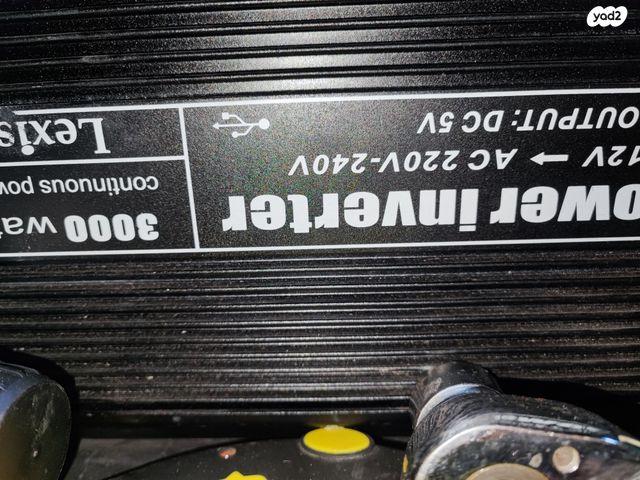 yad2
ower inverter
12V → AC 220V-240V
OUTPUT: DC 5V
3000 wat
continuous pow
Lexis